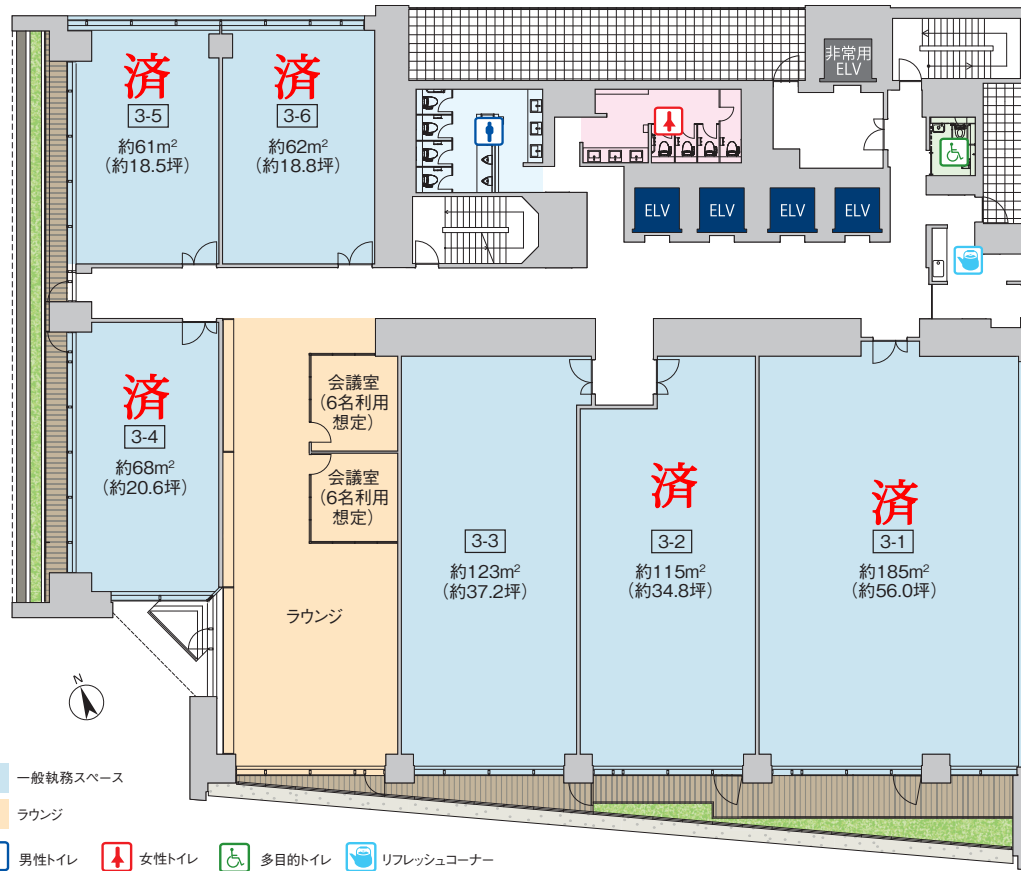 非常用
ELV
済
3-5
約61m²
(約18.5坪)
済
3-6
約62m²
(約18.8坪)
ELV
ELV
ELV
ELV
済
3-4
約68m²
(約20.6坪)
会議室
(6名利用
想定)
会議室
(6名利用
想定)
ラウンジ
3-3
約123m²
(約37.2坪)
済
3-2
約115m²
(約34.8坪)
済
3-1
約185m²
(約56.0坪)
N
一般執務スペース
ラウンジ
男性トイレ
女性トイレ
多目的トイレ
リフレッシュコーナー